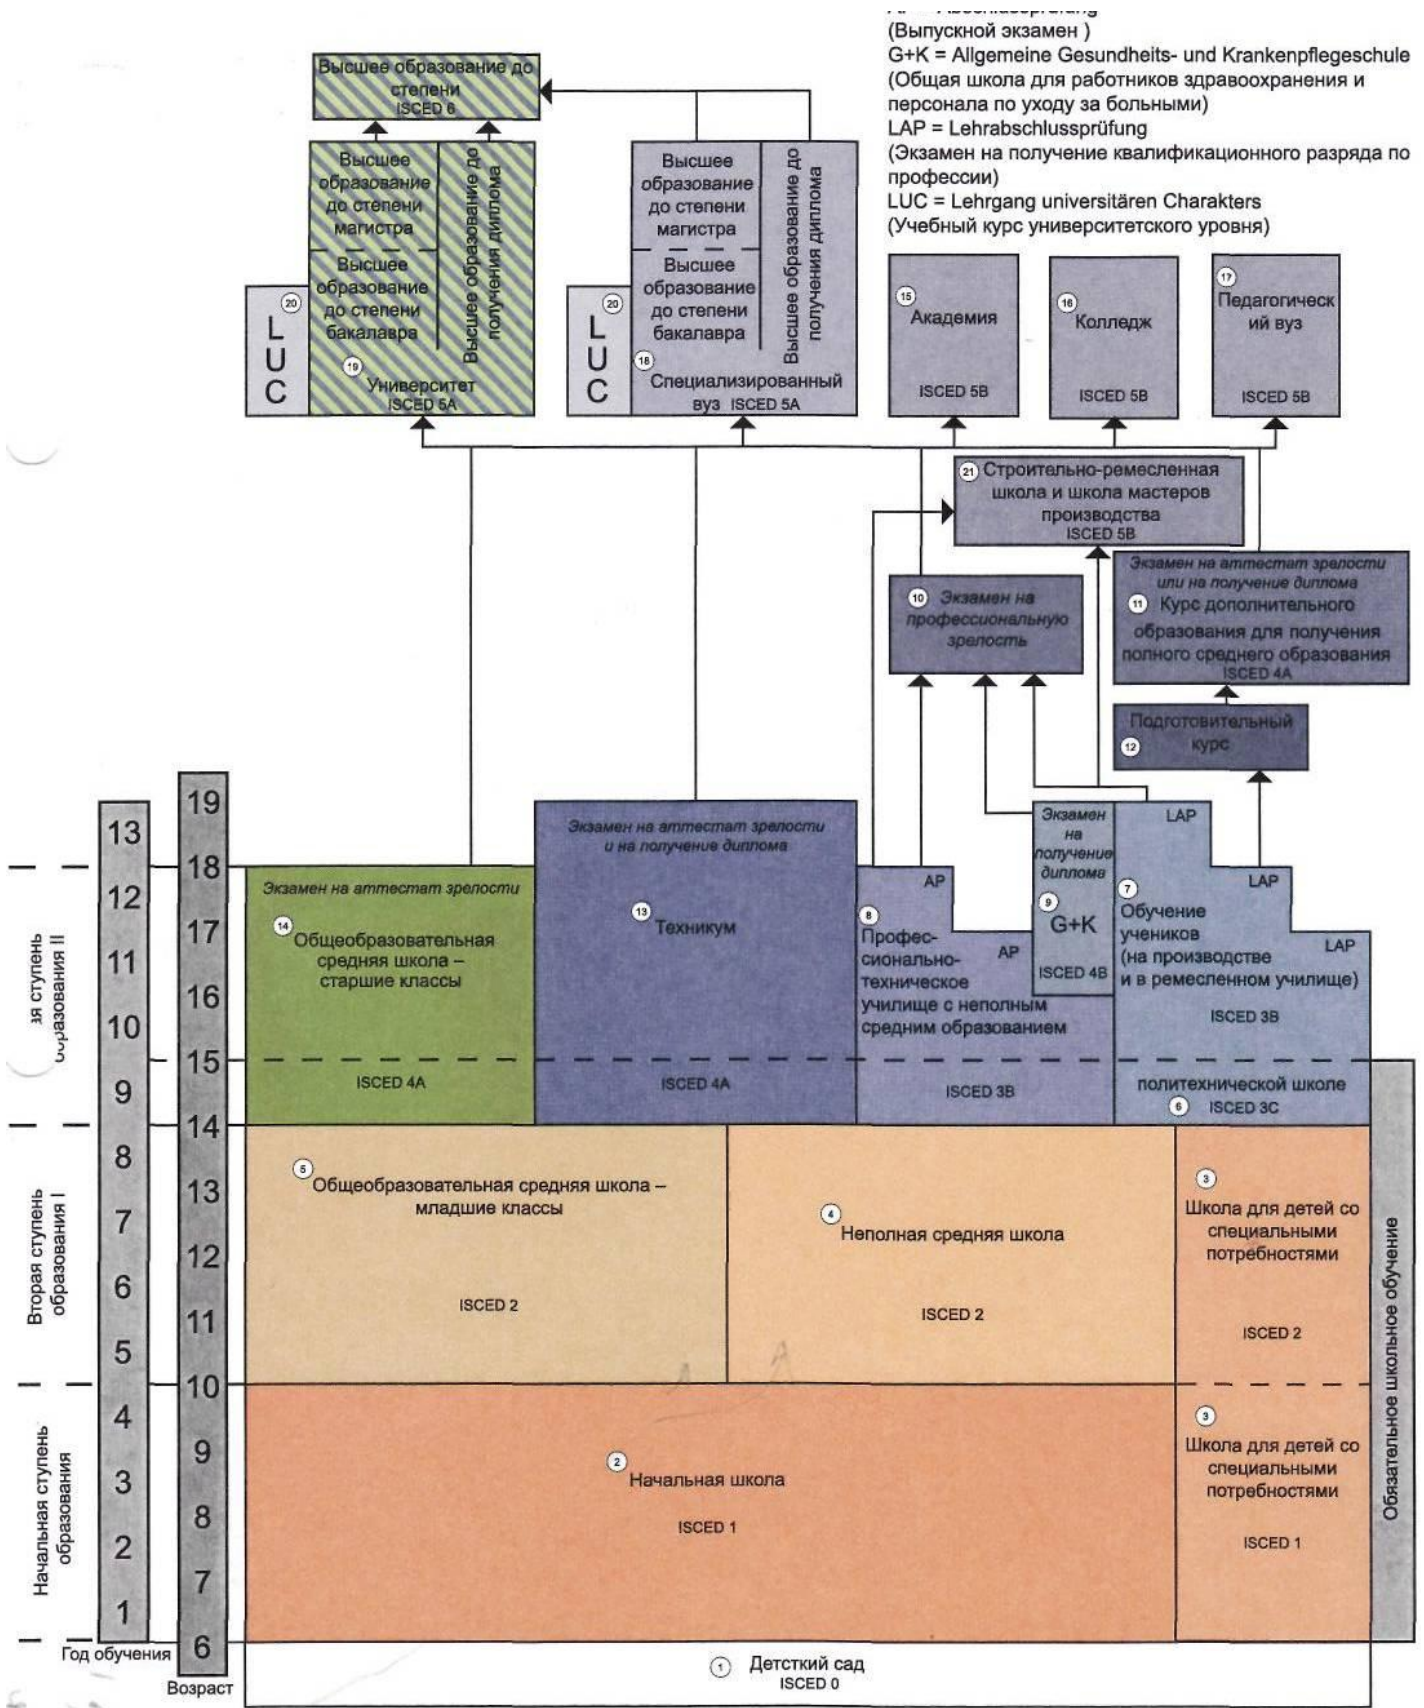 (Выпускной экзамен )
G+K = Allgemeine Gesundheits- und Krankenpflegeschule
(Общая школа для работников здравоохранения и
персонала по уходу за больными)
LAP = Lehrabschlussprüfung
(Экзамен на получение квалификационного разряда по
профессии)
LUC = Lehrgang universitären Charakters
(Учебный курс университетского уровня)
Высшее образование до
степени
ISCED 6
Высшее
образование
до степени
магистра
Высшее
образование
до степени
бакалавра
Высшее образование до
получения диплома
20
L
U
C
19
Университет
ISCED 5A
Высшее
образование
до степени
магистра
Высшее
образование
до степени
бакалавра
Высшее образование до
получения диплома
20
L
U
C
18
Специализированный
вуз ISCED 5A
15
Академия
ISCED 5B
16
Колледж
ISCED 5B
17
Педагогическ
ий вуз
ISCED 5B
21 Строительно-ремесленная
школа и школа мастеров
производства
ISCED 5B
10 Экзамен на
профессиональную
зрелость
Экзамен на аттестат зрелости
или на получение диплома
11 Курс дополнительного
образования для получения
полного среднего образования
ISCED 4A
Подготовительный
12 курс
13
12
11
10
9
8
7
6
5
4
3
2
1
Год обучения
19
18
17
16
15
14
13
12
11
10
9
8
7
6
Возраст
ступень
II
Вторая ступень
образования I
Начальная ступень
образования
Экзамен на аттестат зрелости
14
Общеобразовательная
средняя школа –
старшие классы
ISCED 4A
Экзамен на аттестат зрелости
и на получение диплома
13
Техникум
ISCED 4A
AP
8
Профес-
сионально-
техническое
училище с неполным
средним образованием
AP
ISCED 3B
Экзамен
на
получение
диплома
9
G+K
ISCED 4B
LAP
LAP
LAP
7
Обучение
учеников
(на производстве
и в ремесленном училище)
ISCED 3B
политехнической школе
6 ISCED 3C
5
Общеобразовательная средняя школа –
младшие классы
ISCED 2
4
Неполная средняя школа
ISCED 2
3
Школа для детей со
специальными
потребностями
ISCED 2
2
Начальная школа
ISCED 1
3
Школа для детей со
специальными
потребностями
ISCED 1
Обязательное школьное обучение
1 Детсткий сад
ISCED 0